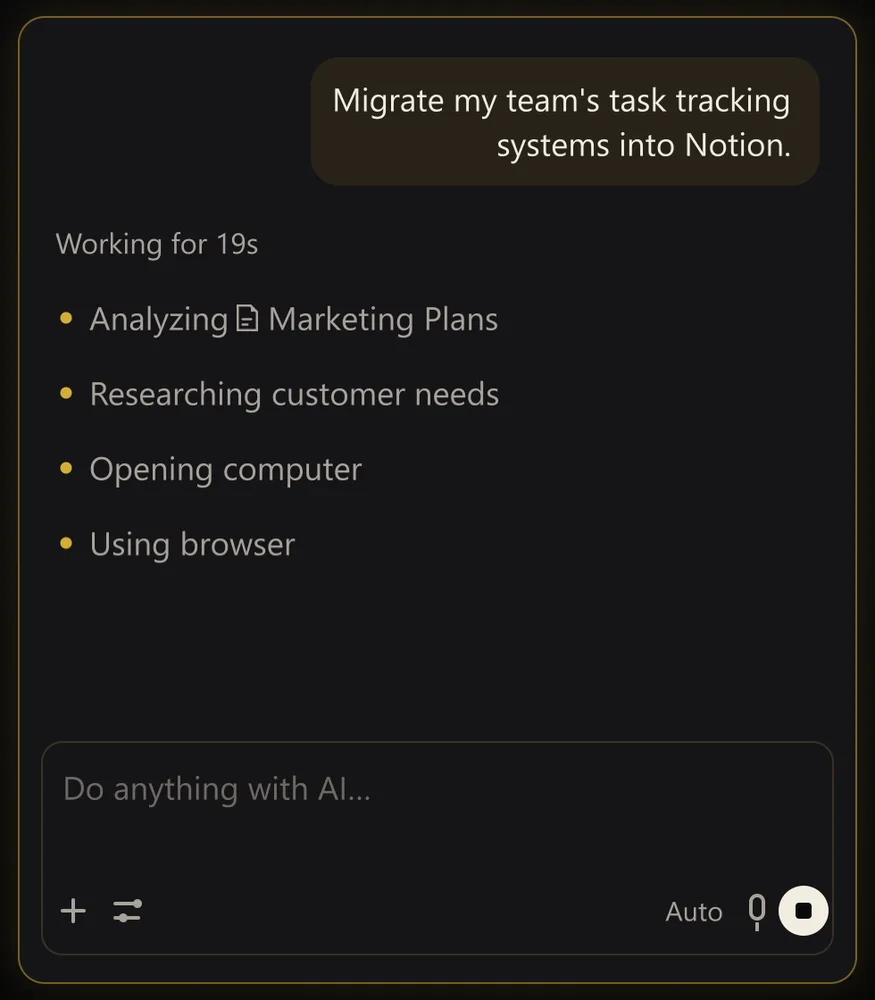 Migrate my team's task tracking
systems into Notion.
Working for 19s
Analyzing Marketing Plans
Researching customer needs
Opening computer
Using browser
Do anything with AI...
Auto